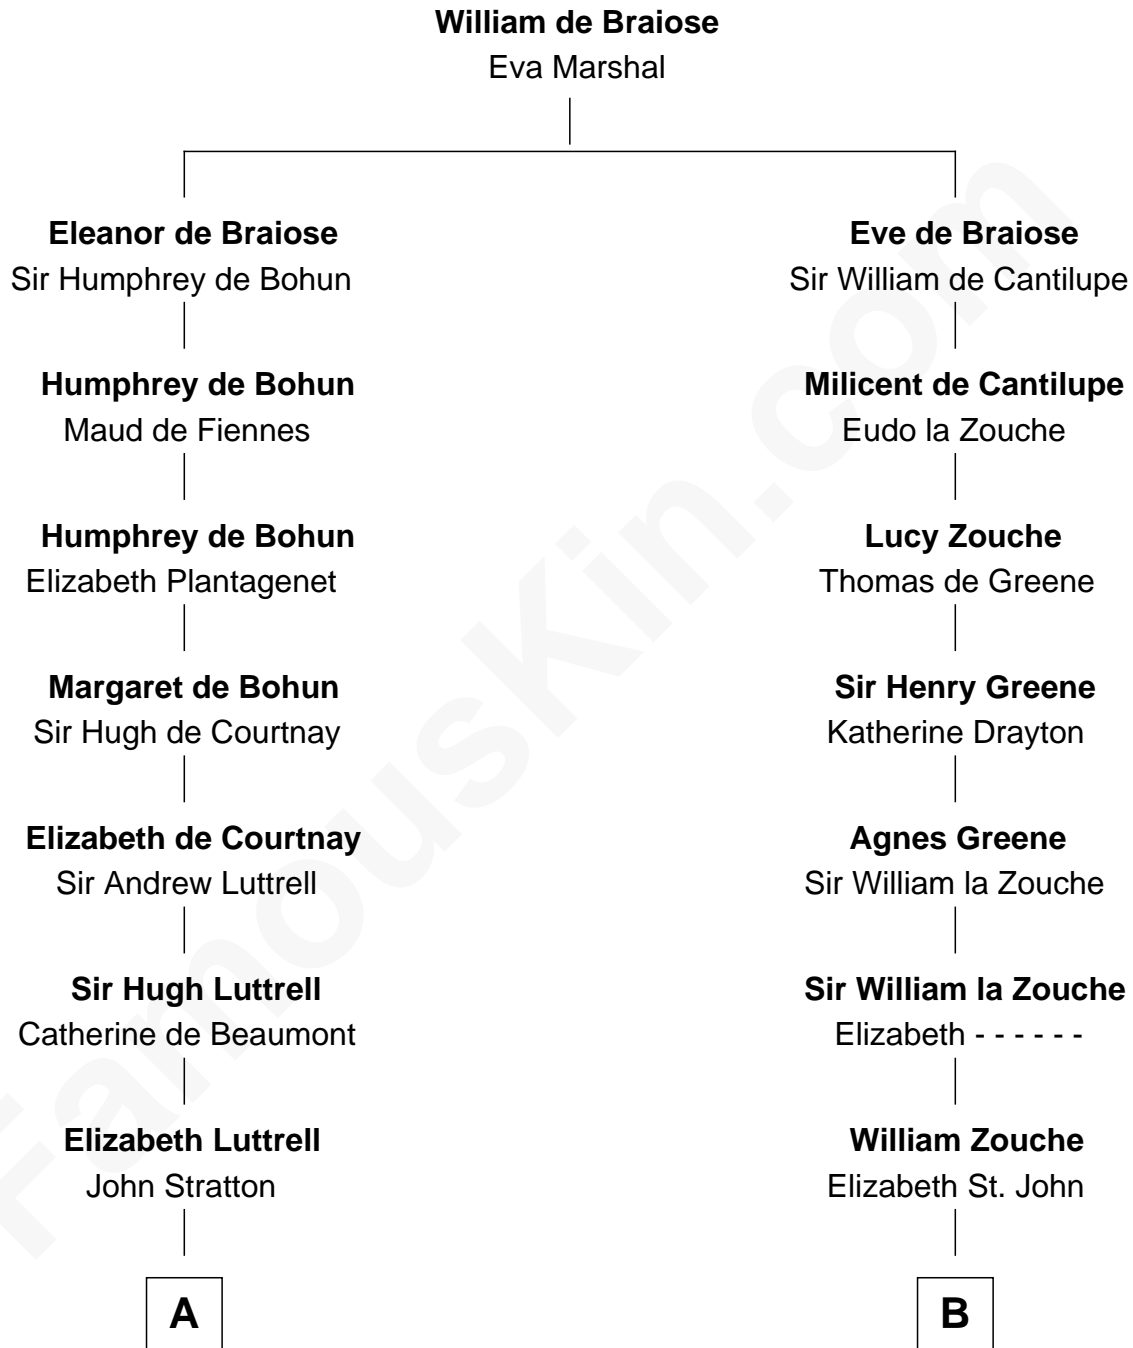 William de Braiose
Eva Marshal
Eleanor de Braiose
Sir Humphrey de Bohun
Eve de Braiose
Sir William de Cantilupe
Humphrey de Bohun
Maud de Fiennes
Milicent de Cantilupe
Eudo la Zouche
Humphrey de Bohun
Elizabeth Plantagenet
Lucy Zouche
Thomas de Greene
Margaret de Bohun
Sir Hugh de Courtnay
Sir Henry Greene
Katherine Drayton
Elizabeth de Courtnay
Sir Andrew Luttrell
Agnes Greene
Sir William la Zouche
Sir Hugh Luttrell
Catherine de Beaumont
Sir William la Zouche
Elizabeth - - - - - -
Elizabeth Luttrell
John Stratton
William Zouche
Elizabeth St. John
A
B
FamousKin.com